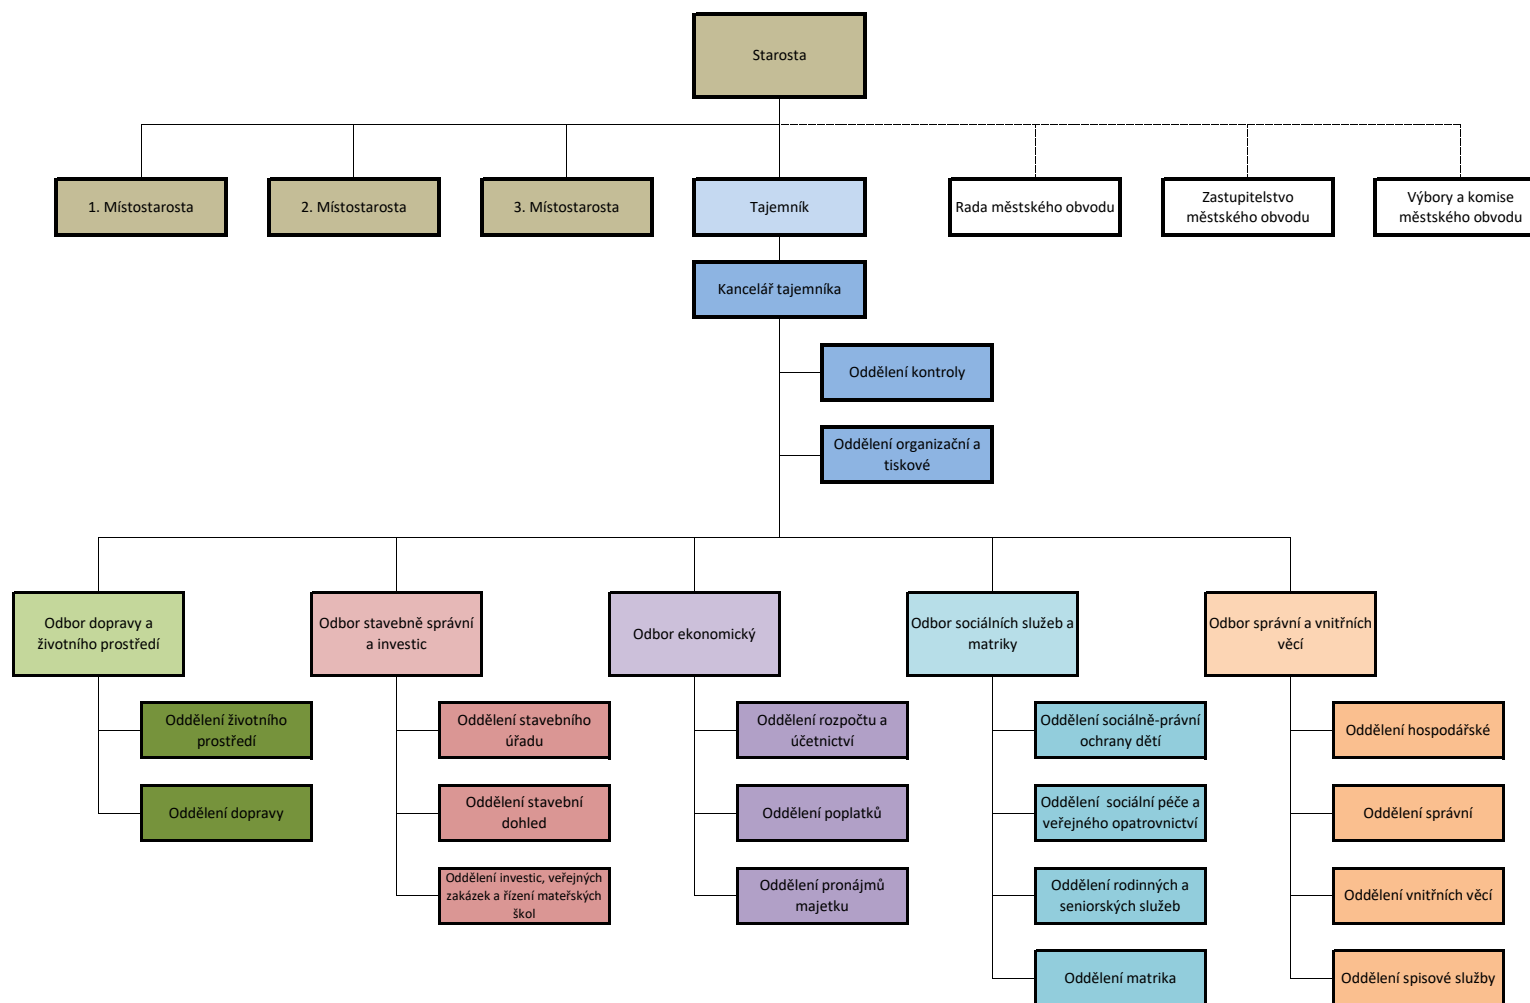 Starosta
1. Místostarosta
2. Místostarosta
3. Místostarosta
Tajemník
Rada městského obvodu
Zastupitelstvo
městského obvodu
Výbory a komise
městského obvodu
Kancelář tajemníka
Oddělení kontroly
Oddělení organizační a
tiskové
Odbor dopravy a
životního prostředí
Odbor stavebně správní
a investic
Odbor ekonomický
Odbor sociálních služeb a
matriky
Odbor správní a vnitřních
věcí
Oddělení životního
prostředí
Oddělení stavebního
úřadu
Oddělení rozpočtu a
účetnictví
Oddělení sociálně-právní
ochrany dětí
Oddělení hospodářské
Oddělení dopravy
Oddělení stavební
dohled
Oddělení poplatků
Oddělení  sociální péče a
veřejného opatrovnictví
Oddělení správní
Oddělení investic, veřejných
zakázek a řízení mateřských
škol
Oddělení pronájmů
majetku
Oddělení rodinných a
seniorských služeb
Oddělení vnitřních věcí
Oddělení matrika
Oddělení spisové služby